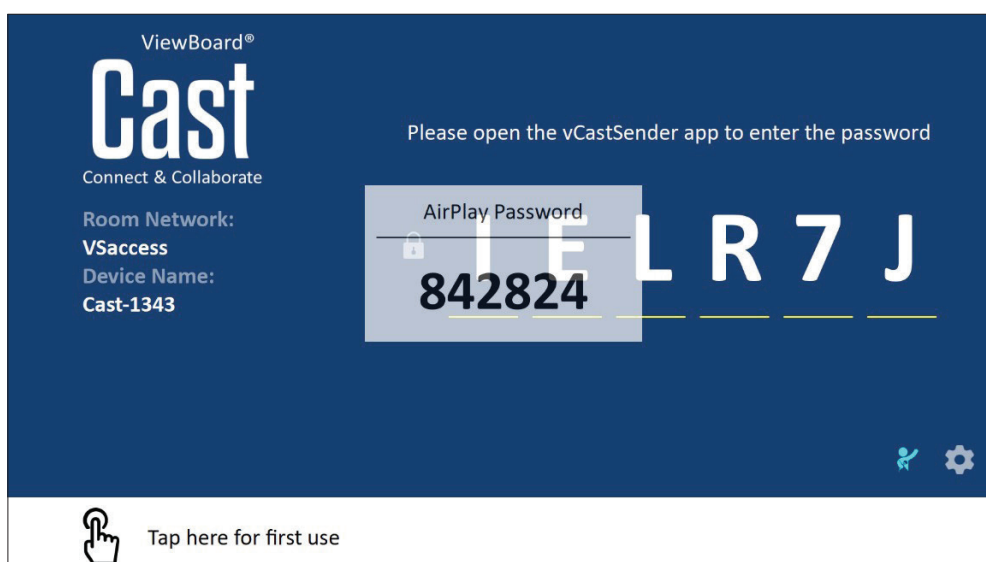 ViewBoard®
Cast
Connect & Collaborate
Room Network:
VSaccess
Device Name:
Cast-1343
Please open the vCastSender app to enter the password
AirPlay Password
842824
I E L R 7 J
Tap here for first use